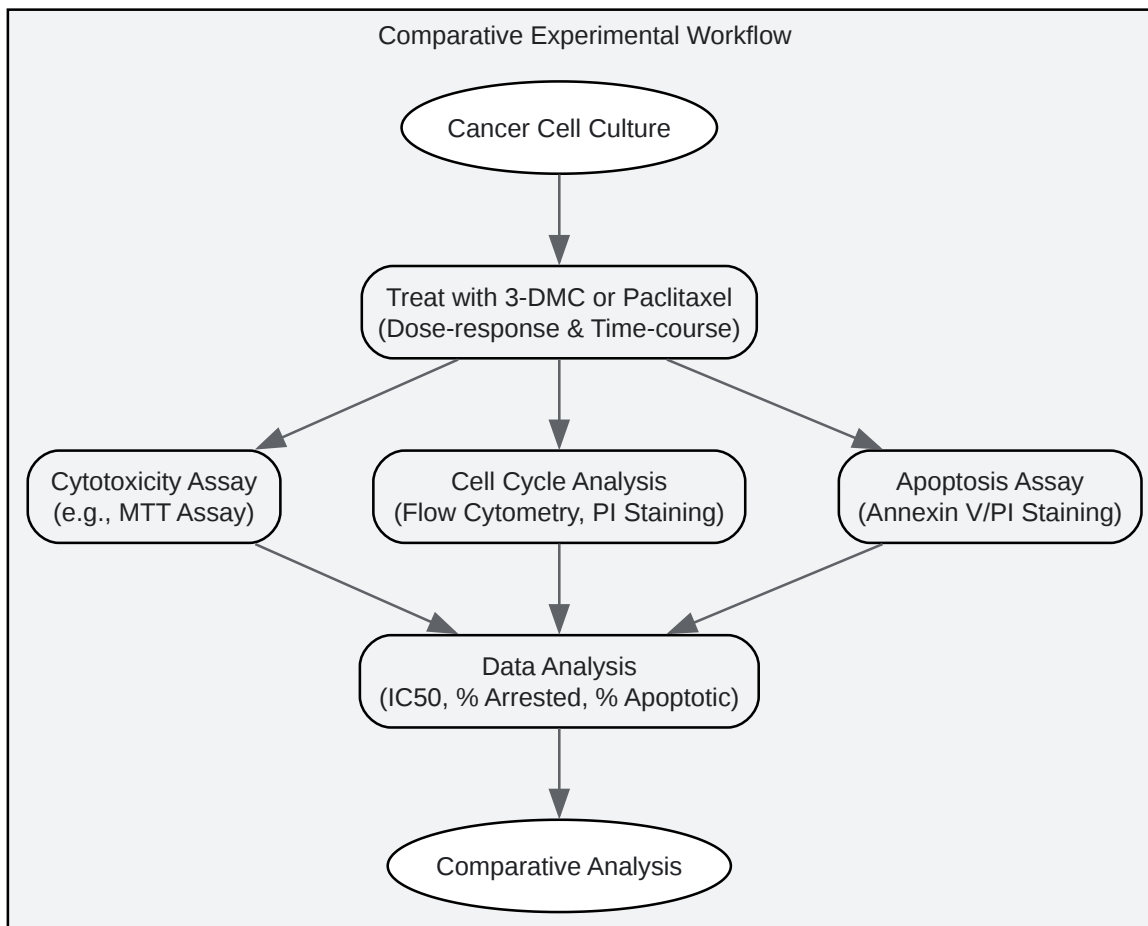 Comparative Experimental Workflow
Cancer Cell Culture
Treat with 3-DMC or Paclitaxel
(Dose-response & Time-course)
Cytotoxicity Assay
(e.g., MTT Assay)
Cell Cycle Analysis
(Flow Cytometry, PI Staining)
Apoptosis Assay
(Annexin V/PI Staining)
Data Analysis
(IC50, % Arrested, % Apoptotic)
Comparative Analysis